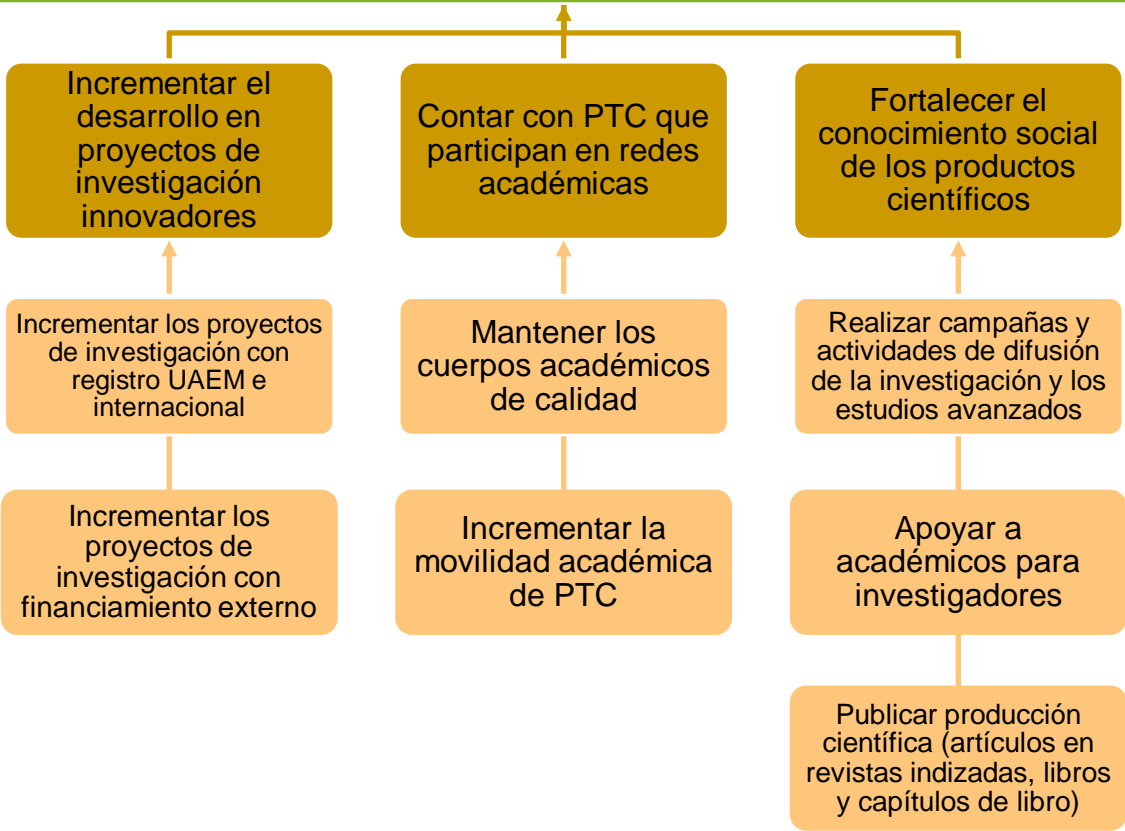 Incrementar el
desarrollo en
proyectos de
investigación
innovadores
Contar con PTC que
participan en redes
académicas
Fortalecer el
conocimiento social
de los productos
científicos
Incrementar los proyectos
de investigación con
registro UAEM e
internacional
Mantener los
cuerpos académicos
de calidad
Realizar campañas y
actividades de difusión
de la investigación y los
estudios avanzados
Incrementar los
proyectos de
investigación con
financiamiento externo
Incrementar la
movilidad académica
de PTC
Apoyar a
académicos para
investigadores
Publicar producción
científica (artículos en
revistas indizadas, libros
y capítulos de libro)